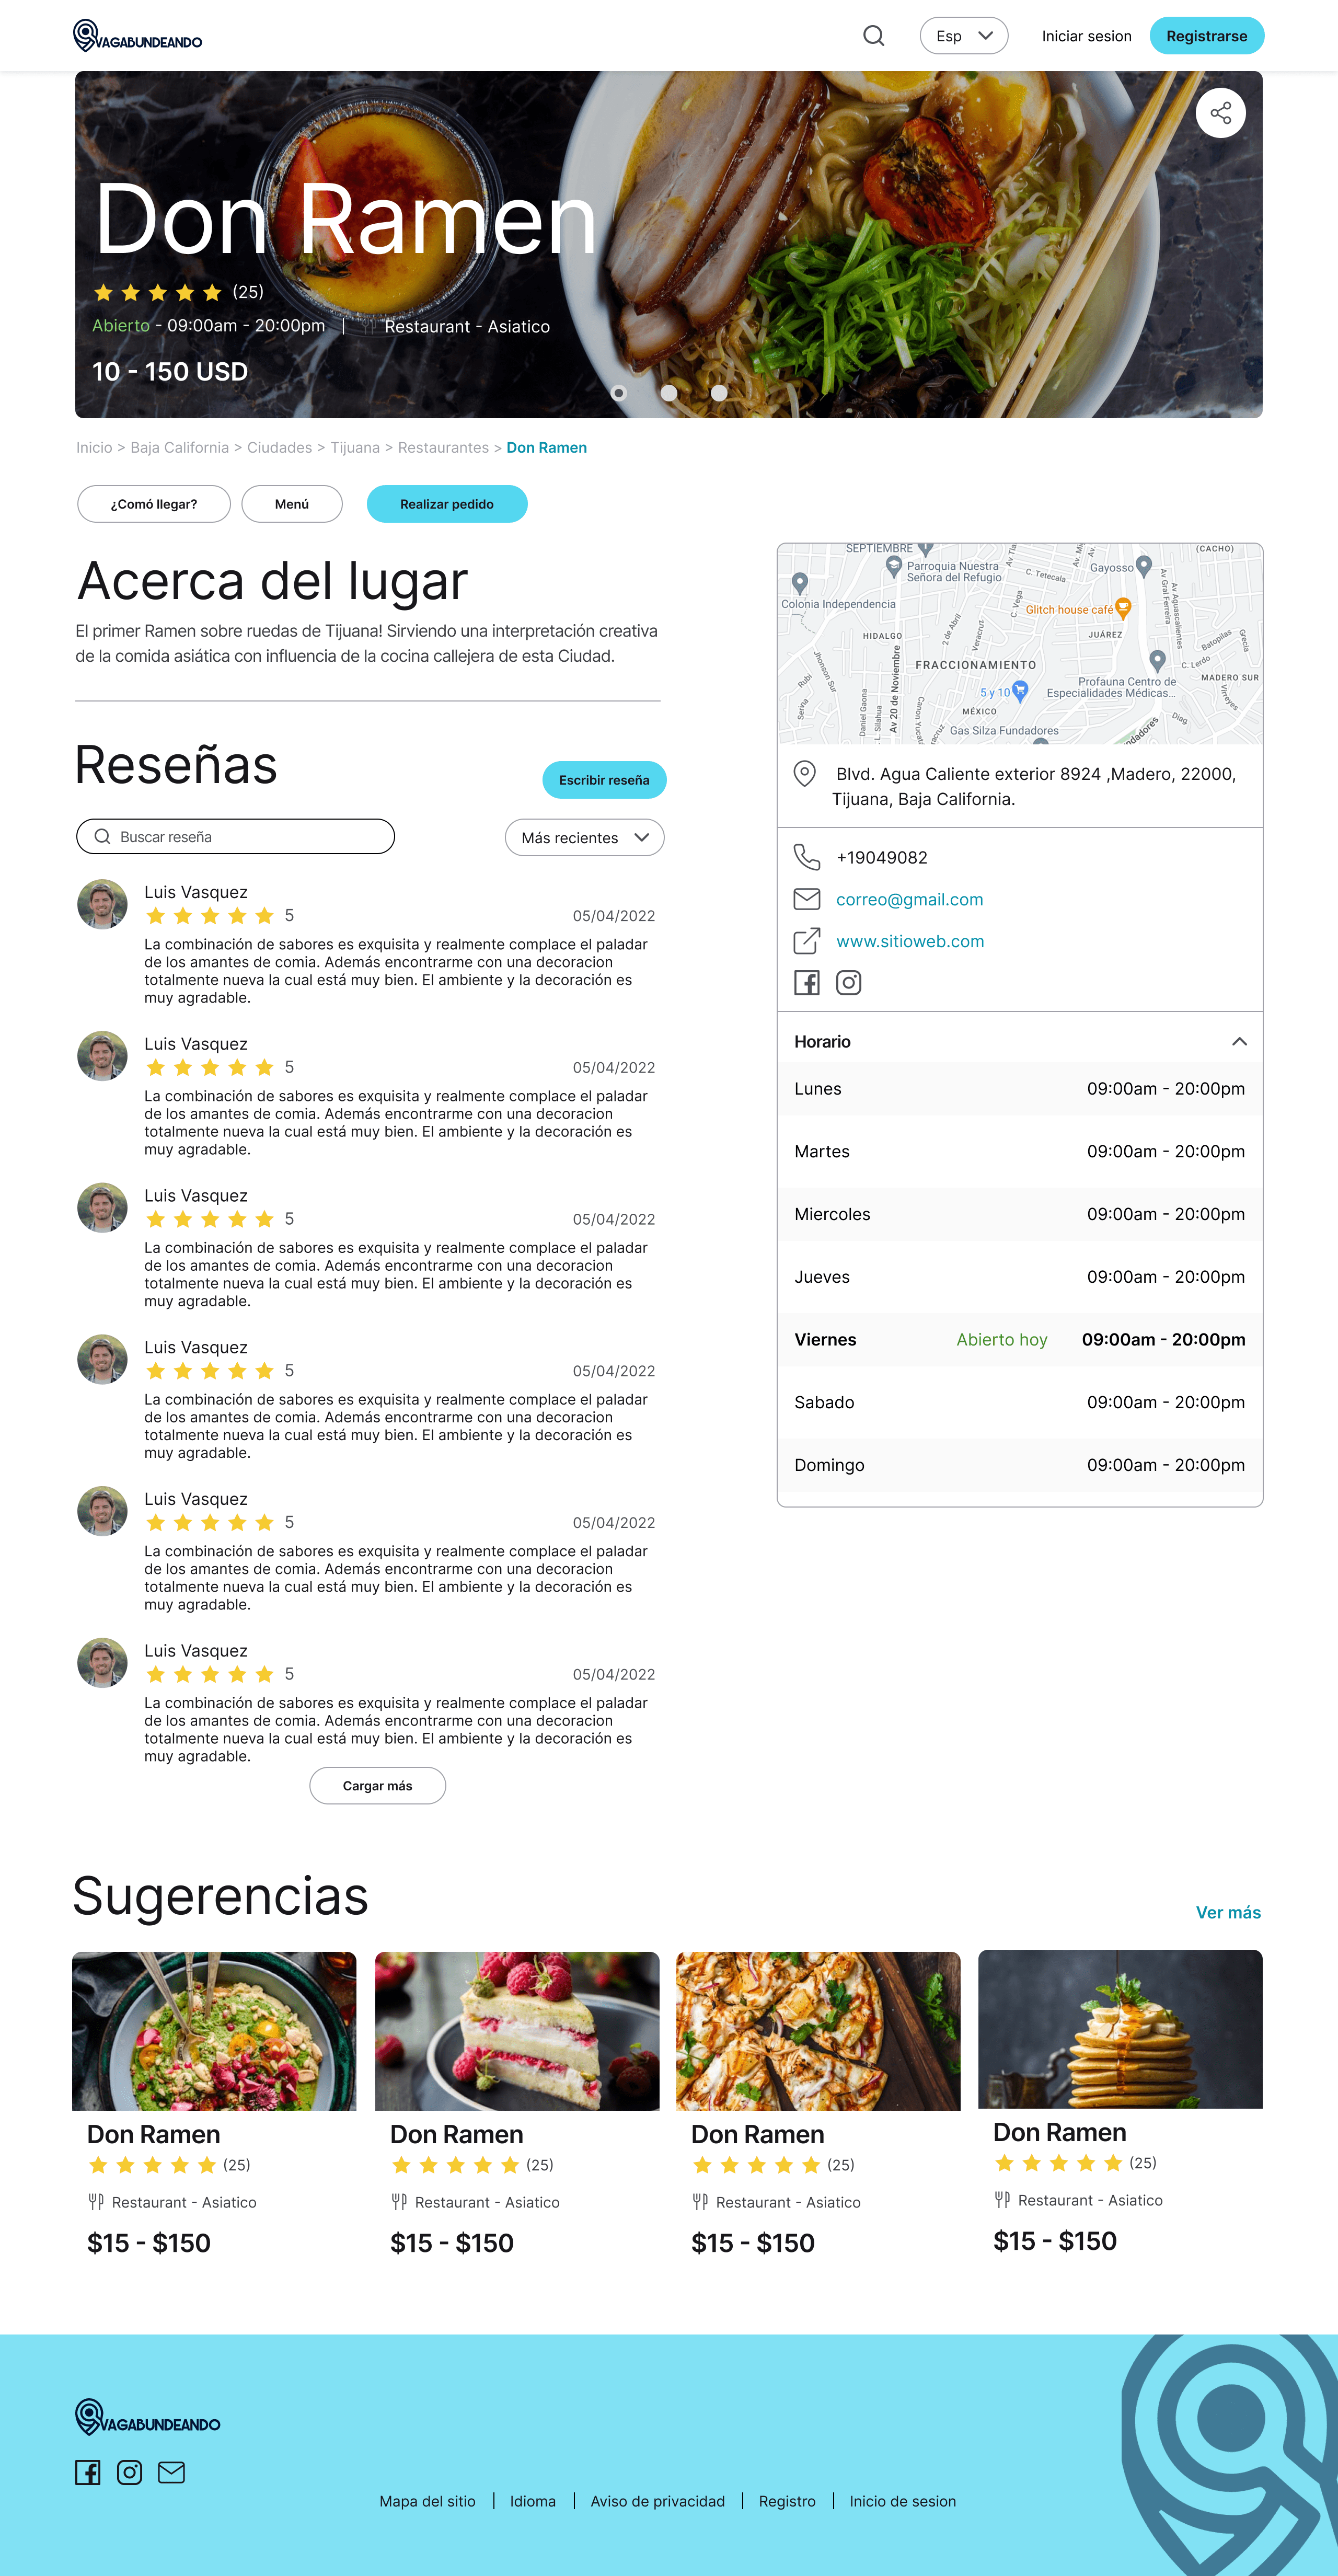 VAGABUNDEANDO
Esp
Iniciar sesion
Registrarse
Don Ramen
(25)
Abierto - 09:00am - 20:00pm | Restaurant - Asiatico
10 - 150 USD
Inicio > Baja California > Ciudades > Tijuana > Restaurantes > Don Ramen
¿Comó llegar?
Menú
Realizar pedido
Acerca del lugar
El primer Ramen sobre ruedas de Tijuana! Sirviendo una interpretación creativa
de la comida asiática con influencia de la cocina callejera de esta Ciudad.
Reseñas
Escribir reseña
Buscar reseña
Más recientes
Luis Vasquez
5
05/04/2022
La combinación de sabores es exquisita y realmente complace el paladar
de los amantes de comia. Además encontrarme con una decoracion
totalmente nueva la cual está muy bien. El ambiente y la decoración es
muy agradable.
Luis Vasquez
5
05/04/2022
La combinación de sabores es exquisita y realmente complace el paladar
de los amantes de comia. Además encontrarme con una decoracion
totalmente nueva la cual está muy bien. El ambiente y la decoración es
muy agradable.
Luis Vasquez
5
05/04/2022
La combinación de sabores es exquisita y realmente complace el paladar
de los amantes de comia. Además encontrarme con una decoracion
totalmente nueva la cual está muy bien. El ambiente y la decoración es
muy agradable.
Luis Vasquez
5
05/04/2022
La combinación de sabores es exquisita y realmente complace el paladar
de los amantes de comia. Además encontrarme con una decoracion
totalmente nueva la cual está muy bien. El ambiente y la decoración es
muy agradable.
Luis Vasquez
5
05/04/2022
La combinación de sabores es exquisita y realmente complace el paladar
de los amantes de comia. Además encontrarme con una decoracion
totalmente nueva la cual está muy bien. El ambiente y la decoración es
muy agradable.
Luis Vasquez
5
05/04/2022
La combinación de sabores es exquisita y realmente complace el paladar
de los amantes de comia. Además encontrarme con una decoracion
totalmente nueva la cual está muy bien. El ambiente y la decoración es
muy agradable.
Cargar más
SEPTIEMBRE
(CACHO)
Parroquia Nuestra
Señora del Refugio
Gayosso
C. Tetecala
Colonia Independencia
Glitch house café
C. Vega
Av Gral Ferreira
Av Aguascalientes
HIDALGO
2 de Abril
Veracruz
JUÁREZ
Batopilas
Grecia
FRACCIONAMIENTO
C. Lerdo
Jhonson Sur
Rubi
Serina
Av 20 de Noviembre
Daniel Gaona
L. Silahua
Profauna Centro de
Especialidades Médicas...
MADERO SUR
Virreyes
5 y 10
MÉXICO
Diag
Gas Silza Fundadores
Blvd. Agua Caliente exterior 8924 ,Madero, 22000,
Tijuana, Baja California.
+19049082
correo@gmail.com
www.sitioweb.com
Horario
Lunes 09:00am - 20:00pm
Martes 09:00am - 20:00pm
Miercoles 09:00am - 20:00pm
Jueves 09:00am - 20:00pm
Viernes Abierto hoy 09:00am - 20:00pm
Sabado 09:00am - 20:00pm
Domingo 09:00am - 20:00pm
Sugerencias
Ver más
Don Ramen
(25)
Restaurant - Asiatico
$15 - $150
Don Ramen
(25)
Restaurant - Asiatico
$15 - $150
Don Ramen
(25)
Restaurant - Asiatico
$15 - $150
Don Ramen
(25)
Restaurant - Asiatico
$15 - $150
VAGABUNDEANDO
Mapa del sitio | Idioma | Aviso de privacidad | Registro | Inicio de sesion